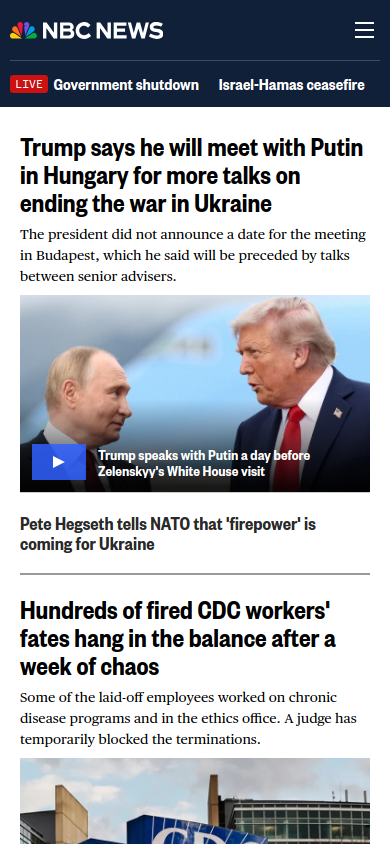 NBC NEWS
LIVE Government shutdown Israel-Hamas ceasefire
Trump says he will meet with Putin
in Hungary for more talks on
ending the war in Ukraine
The president did not announce a date for the meeting
in Budapest, which he said will be preceded by talks
between senior advisers.
Trump speaks with Putin a day before
Zelenskyy's White House visit
Pete Hegseth tells NATO that 'firepower' is
coming for Ukraine
Hundreds of fired CDC workers'
fates hang in the balance after a
week of chaos
Some of the laid-off employees worked on chronic
disease programs and in the ethics office. A judge has
temporarily blocked the terminations.
CDC